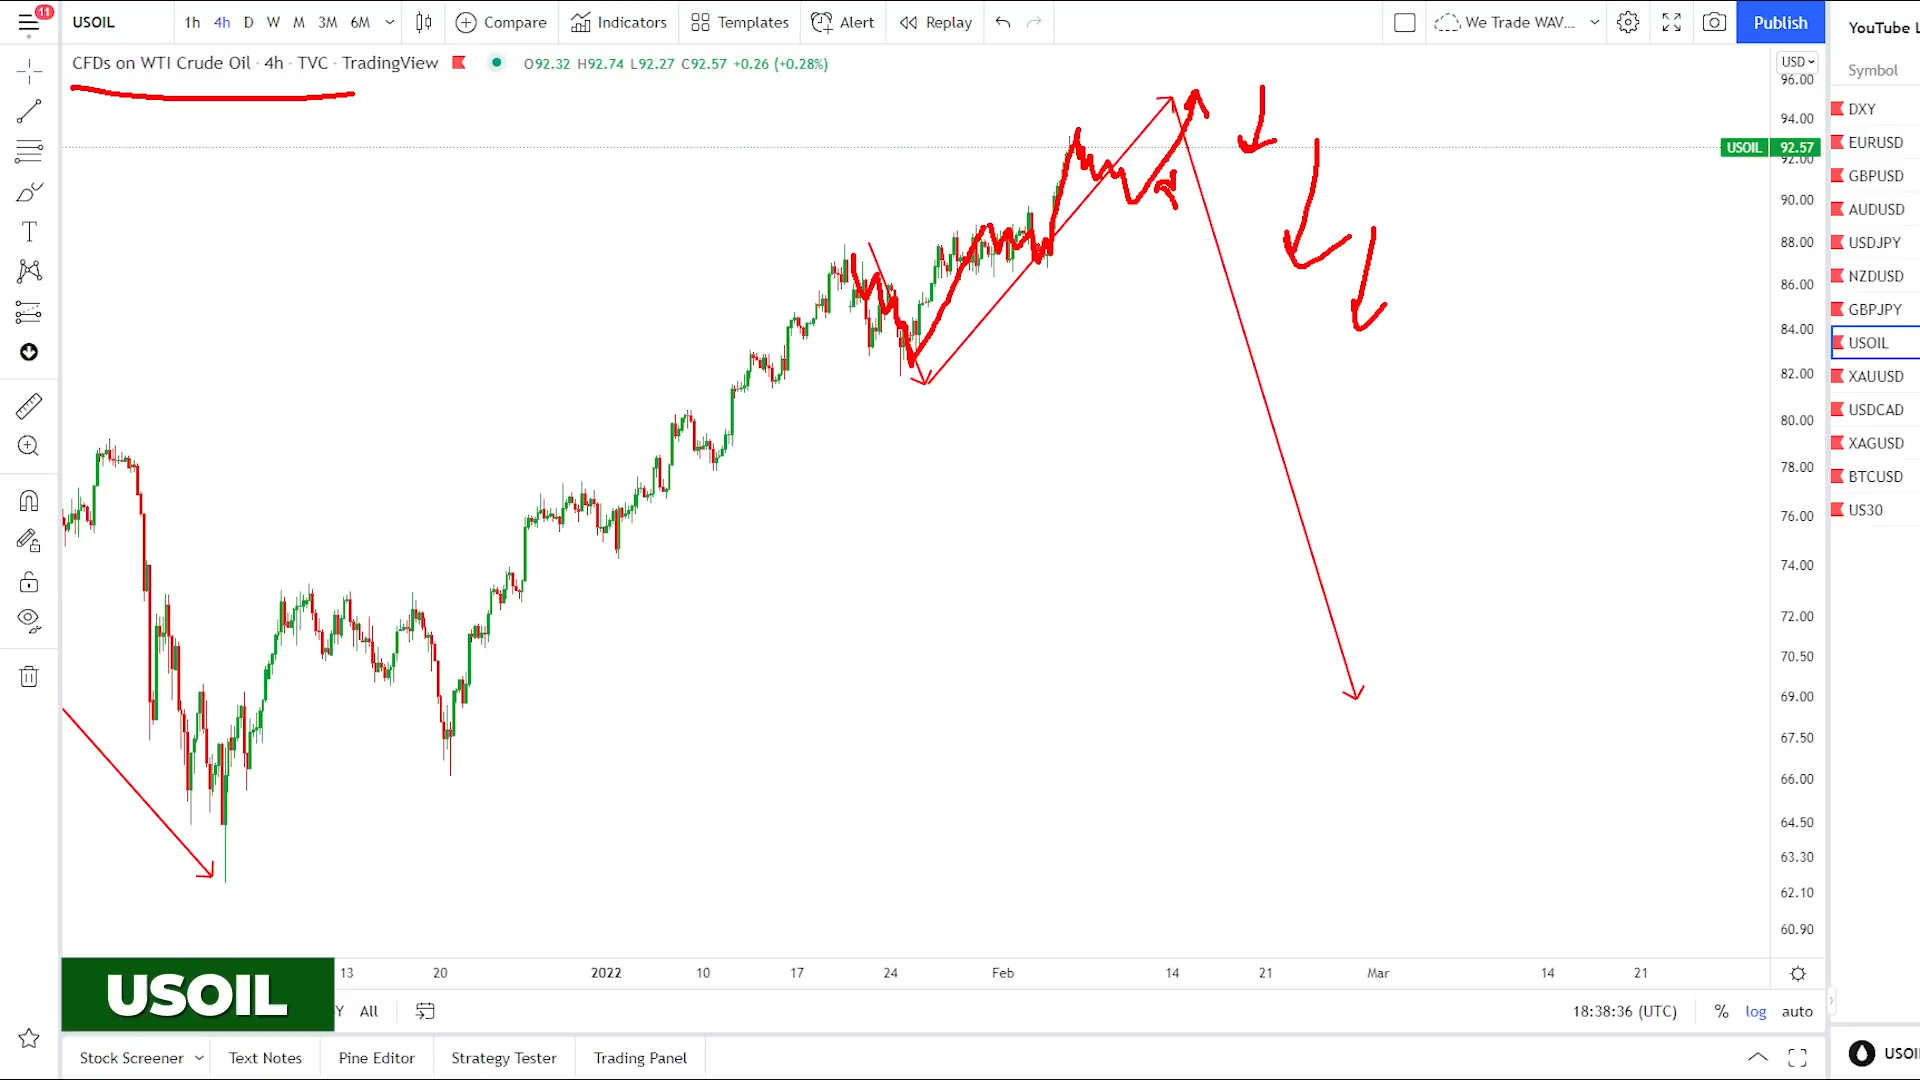 11
USOIL
1h 4h D W M 3M 6M
Compare
Indicators
Templates
Alert
Replay
We Trade WAV...
Publish
YouTube L
CFDs on WTI Crude Oil · 4h · TVC · TradingView
O92.32 H92.74 L92.27 C92.57 +0.26 (+0.28%)
USD
Symbol
96.00
94.00
USOIL 92.57
92.00
90.00
88.00
86.00
84.00
82.00
80.00
78.00
76.00
74.00
72.00
70.50
69.00
67.50
66.00
64.50
63.30
62.10
60.90
DXY
EURUSD
GBPUSD
AUDUSD
USDJPY
NZDUSD
GBPJPY
USOIL
XAUUSD
USDCAD
XAGUSD
BTCUSD
US30
13 20 2022 10 17 24 Feb 14 21 Mar 14 21
USOIL
Y All
18:38:36 (UTC) % log auto
Stock Screener Text Notes Pine Editor Strategy Tester Trading Panel
USOI